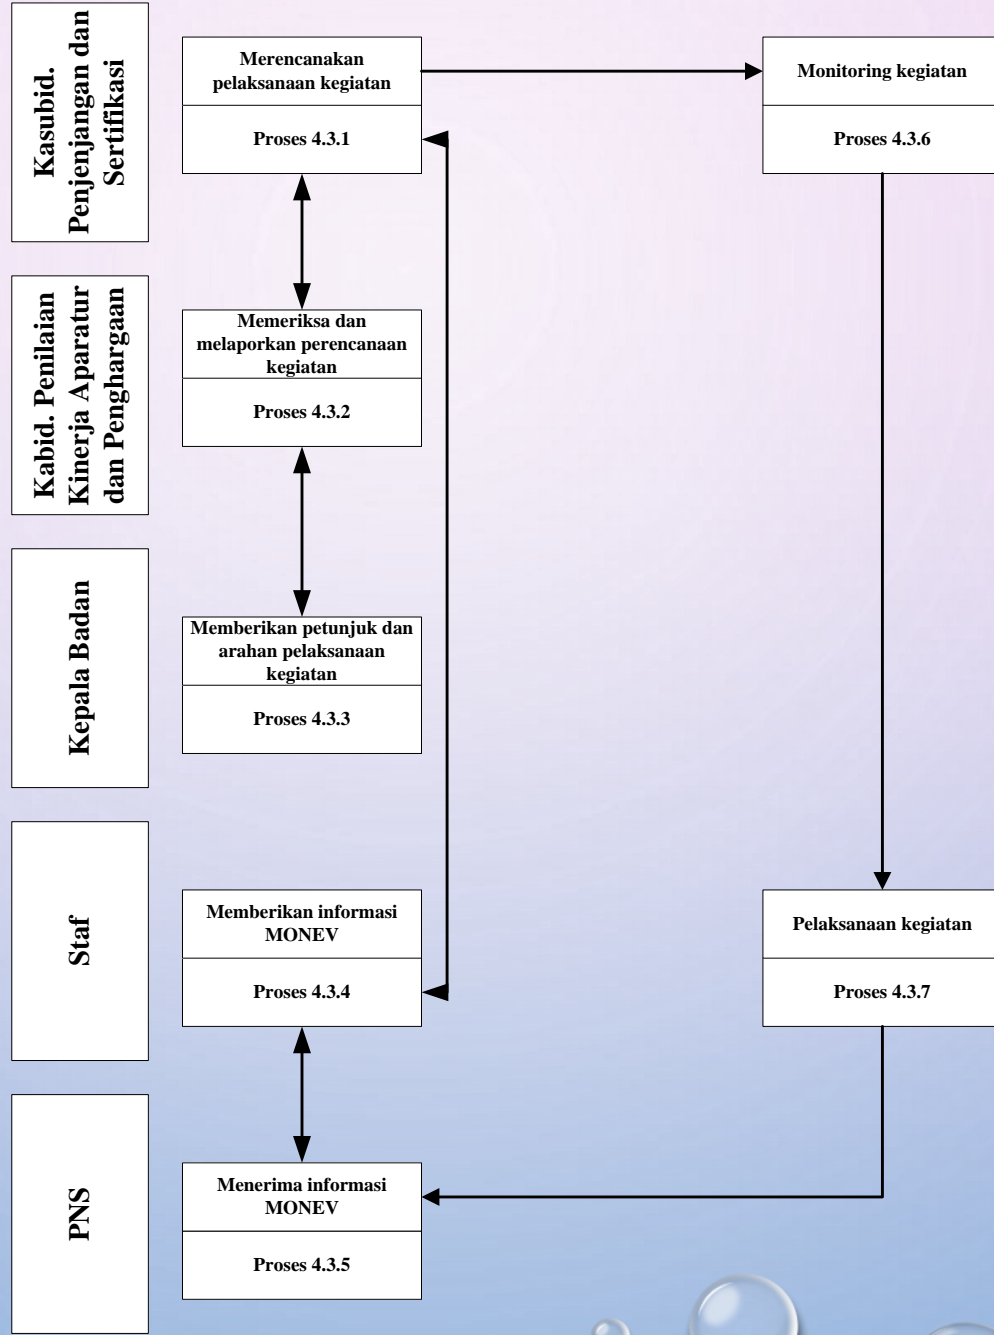 Kasubid.
Penjenjangan dan
Sertifikasi
Merencanakan
pelaksanaan kegiatan
Proses 4.3.1
Monitoring kegiatan
Proses 4.3.6
Kabid. Penilaian
Kinerja Aparatur
dan Penghargaan
Memeriksa dan
melaporkan perencanaan
kegiatan
Proses 4.3.2
Kepala Badan
Memberikan petunjuk dan
arahan pelaksanaan
kegiatan
Proses 4.3.3
Staf
Memberikan informasi
MONEV
Proses 4.3.4
Pelaksanaan kegiatan
Proses 4.3.7
PNS
Menerima informasi
MONEV
Proses 4.3.5